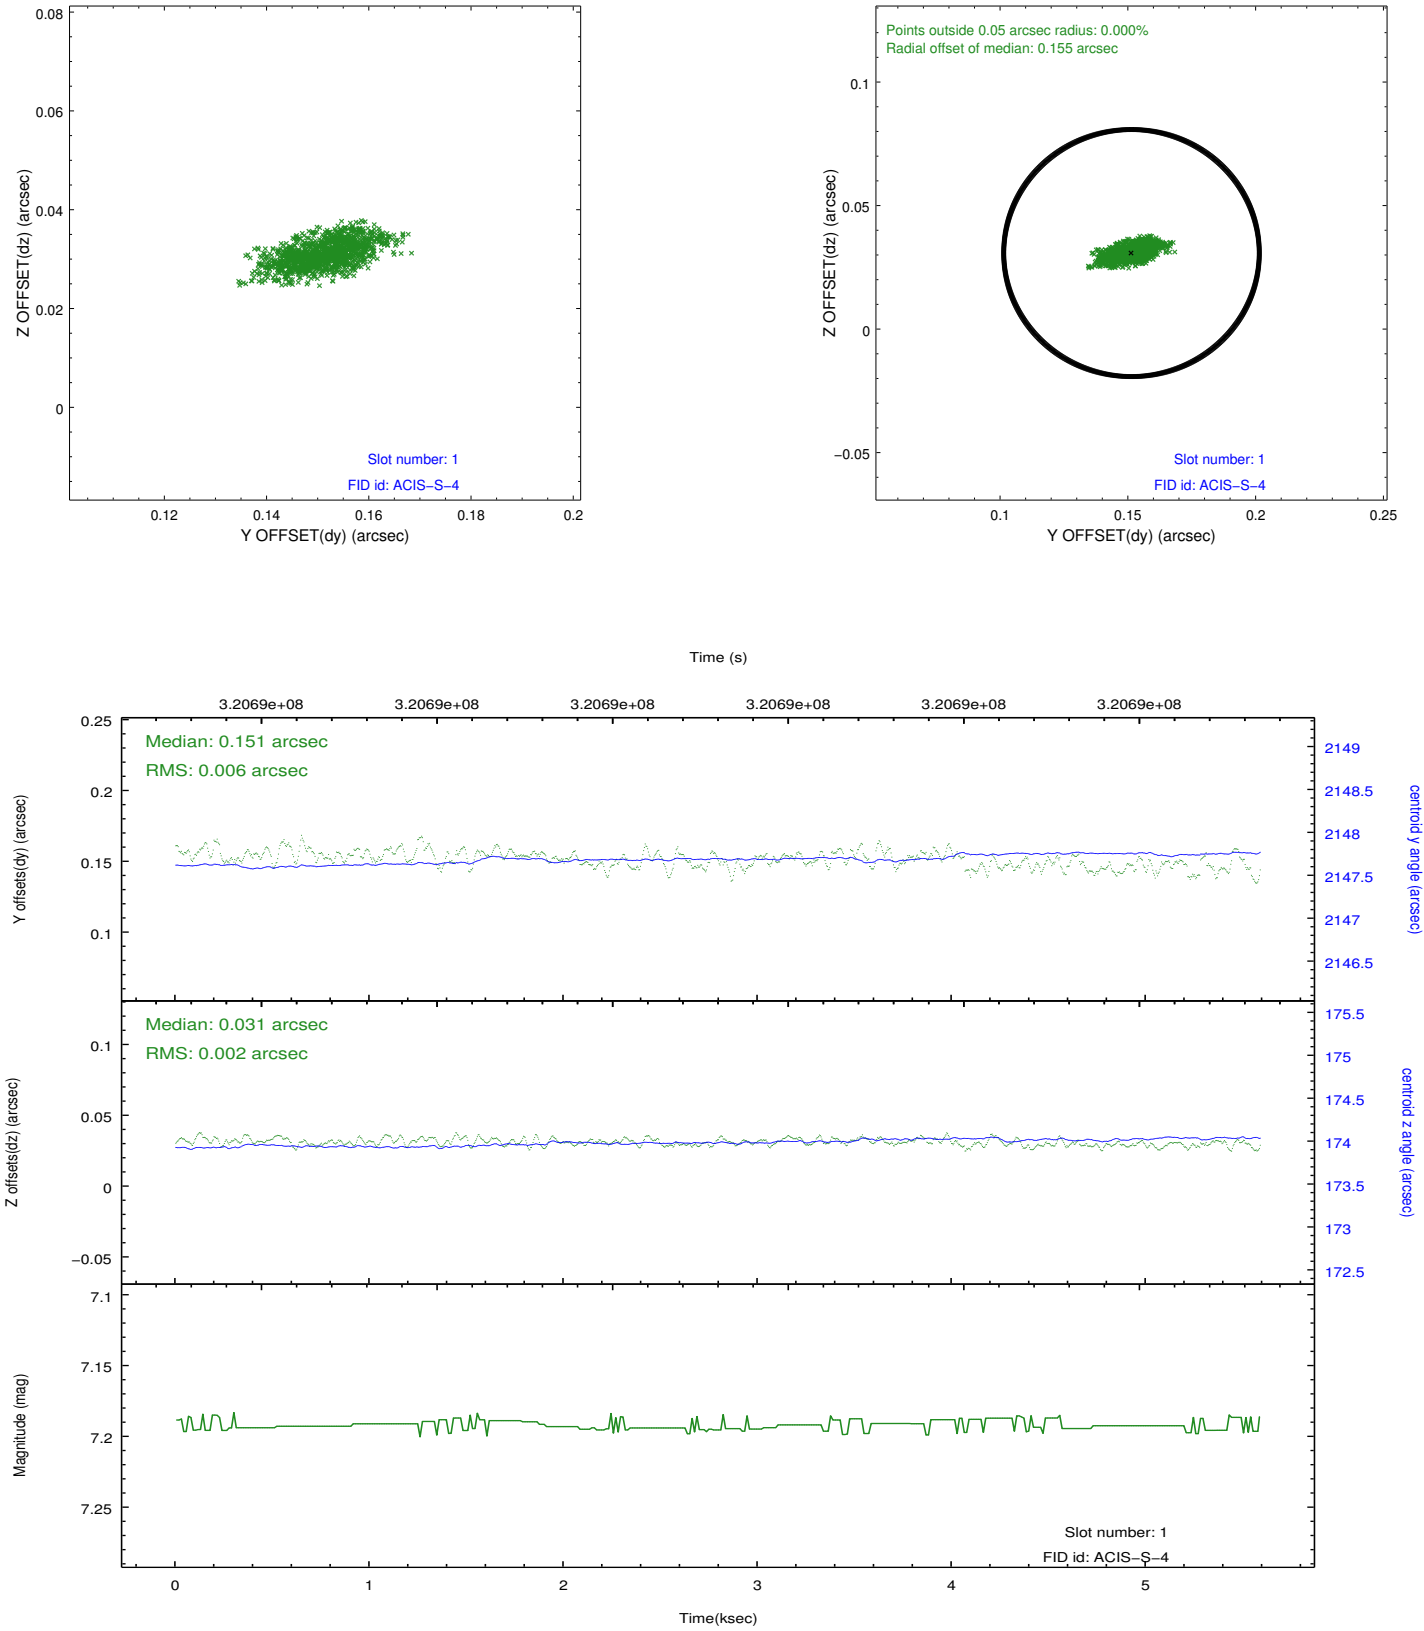 0.08
0.06
0.04
0.02
0
Z OFFSET(dz) (arcsec)
Slot number: 1
FID id: ACIS−S−4
0.12 0.14 0.16 0.18 0.2
Y OFFSET(dy) (arcsec)
Points outside 0.05 arcsec radius: 0.000%
Radial offset of median: 0.155 arcsec
0.1
0.05
0
−0.05
Z OFFSET(dz) (arcsec)
Slot number: 1
FID id: ACIS−S−4
0.1 0.15 0.2 0.25
Y OFFSET(dy) (arcsec)
Time (s)
3.2069e+08 3.2069e+08 3.2069e+08 3.2069e+08 3.2069e+08 3.2069e+08
0.25
0.2
0.15
0.1
Y offsets(dy) (arcsec)
Median: 0.151 arcsec
RMS: 0.006 arcsec
2149
2148.5
2148
2147.5
2147
2146.5
centroid y angle (arcsec)
0.1
0.05
0
−0.05
Z offsets(dz) (arcsec)
Median: 0.031 arcsec
RMS: 0.002 arcsec
175.5
175
174.5
174
173.5
173
172.5
centroid z angle (arcsec)
7.1
7.15
7.2
7.25
Magnitude (mag)
Slot number: 1
FID id: ACIS−S−4
0 1 2 3 4 5
Time(ksec)